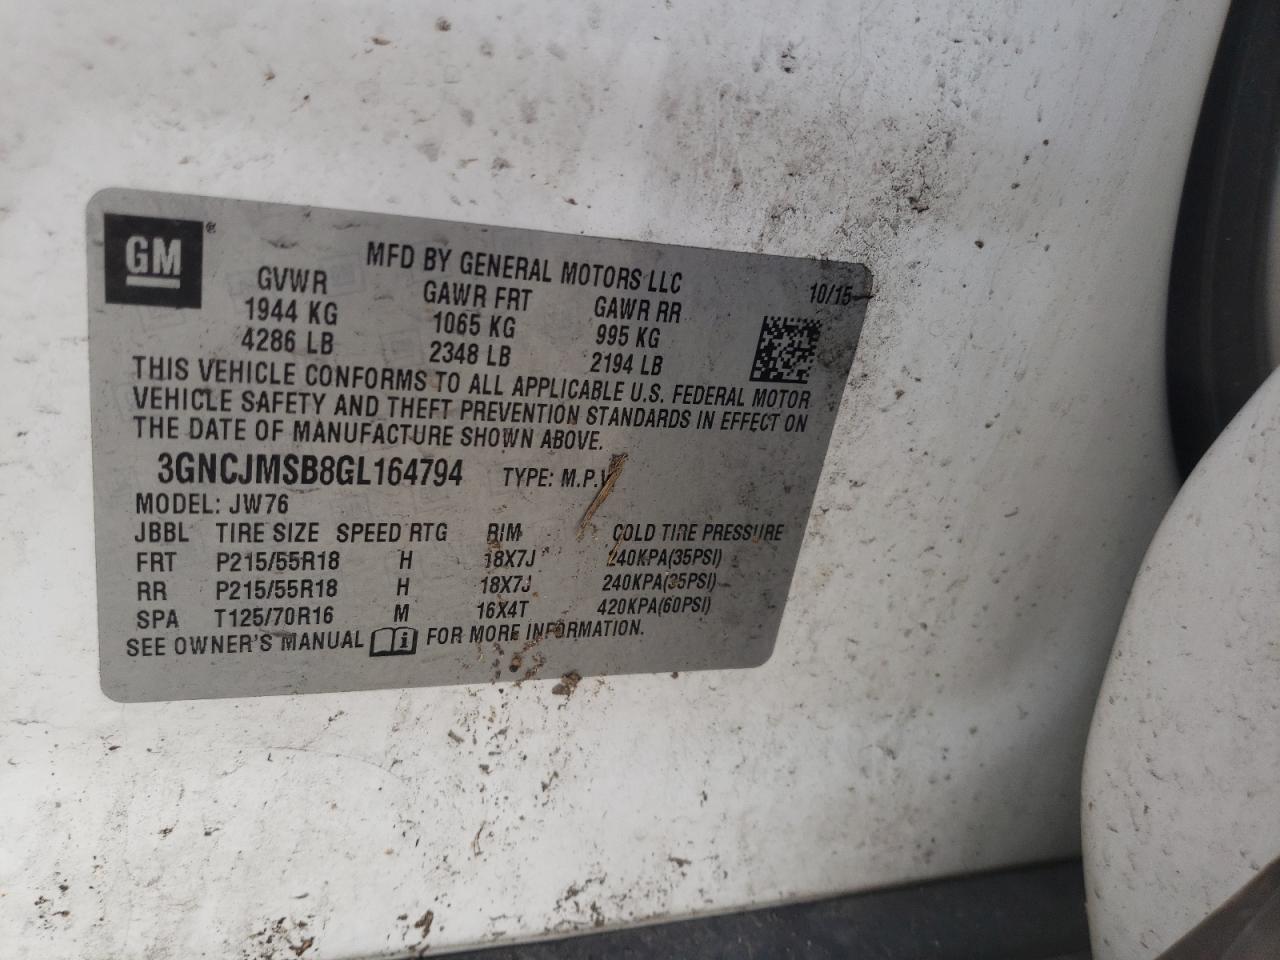 GM®
MFD BY GENERAL MOTORS LLC
10/15
GVWR GAWR FRT GAWR RR
1944 KG 1065 KG 995 KG
4286 LB 2348 LB 2194 LB
THIS VEHICLE CONFORMS TO ALL APPLICABLE U.S. FEDERAL MOTOR
VEHICLE SAFETY AND THEFT PREVENTION STANDARDS IN EFFECT ON
THE DATE OF MANUFACTURE SHOWN ABOVE.
3GNCJMSB8GL164794 TYPE: M.P.V
MODEL: JW76
JBBL TIRE SIZE SPEED RTG RIM COLD TIRE PRESSURE
FRT P215/55R18 H 18X7J 240KPA(35PSI)
RR P215/55R18 H 18X7J 240KPA(35PSI)
SPA T125/70R16 M 16X4T 420KPA(60PSI)
SEE OWNER'S MANUAL FOR MORE INFORMATION.